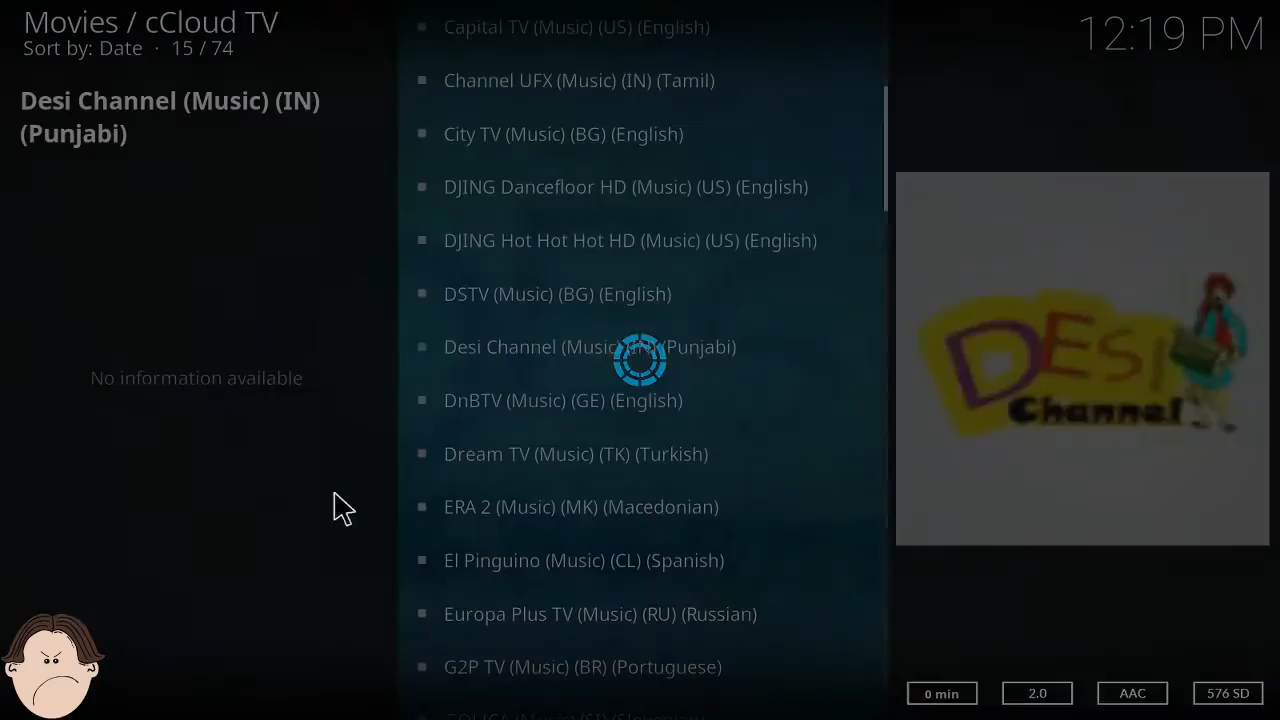 Movies / cCloud TV
Sort by: Date · 15 / 74
12:19 PM
Desi Channel (Music) (IN)
(Punjabi)
No information available
Capital TV (Music) (US) (English)
Channel UFX (Music) (IN) (Tamil)
City TV (Music) (BG) (English)
DJING Dancefloor HD (Music) (US) (English)
DJING Hot Hot Hot HD (Music) (US) (English)
DSTV (Music) (BG) (English)
Desi Channel (Music) (IN) (Punjabi)
DnBTV (Music) (GE) (English)
Dream TV (Music) (TK) (Turkish)
ERA 2 (Music) (MK) (Macedonian)
El Pinguino (Music) (CL) (Spanish)
Europa Plus TV (Music) (RU) (Russian)
G2P TV (Music) (BR) (Portuguese)
DESI
Channel
0 min
2.0
AAC
576 SD